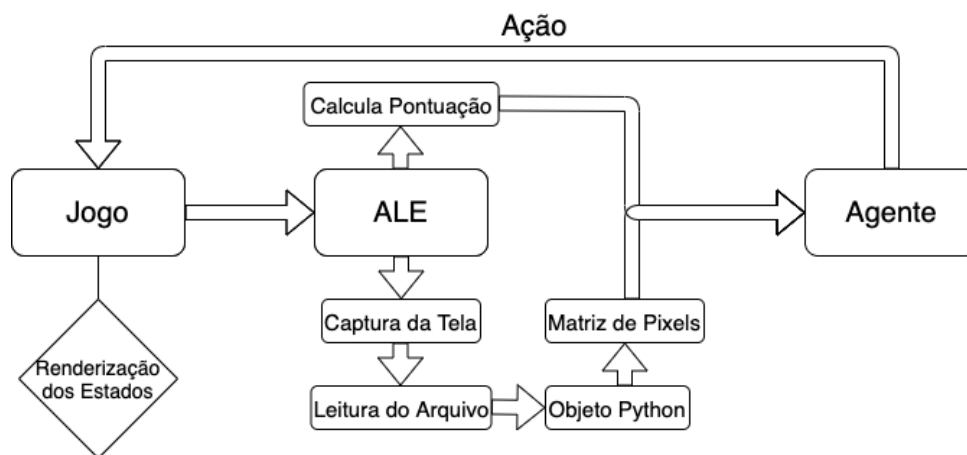 Ação
Calcula Pontuação
Jogo
ALE
Agente
Captura da Tela
Matriz de Pixels
Renderização
dos Estados
Leitura do Arquivo
Objeto Python